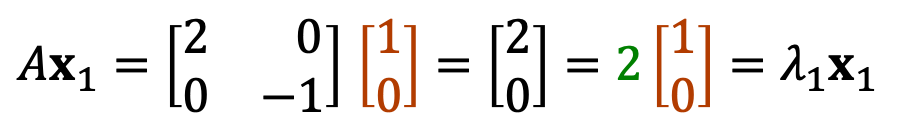 A𝐱₁ = [2 0; 0 −1] [1; 0] = [2; 0] = 2 [1; 0] = λ₁𝐱₁